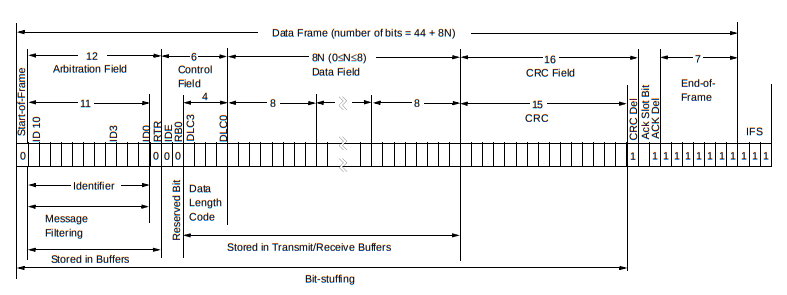 Data Frame (number of bits = 44 + 8N)
12
Arbitration Field
6
Control
Field
8N (0≤N≤8)
Data Field
16
CRC Field
7
End-of-
Frame
11
4
8
8
15
CRC
IFS
Start-of-Frame
ID 10
ID3
ID0
RTR
IDE
RB0
DLC3
DLC0
CRC Del
Ack Slot Bit
ACK Del
0 0 0 0 1 1 1 1 1 1 1 1 1 1 1 1
Identifier
Message
Filtering
Stored in Buffers
Reserved Bit
Data
Length
Code
Stored in Transmit/Receive Buffers
Bit-stuffing